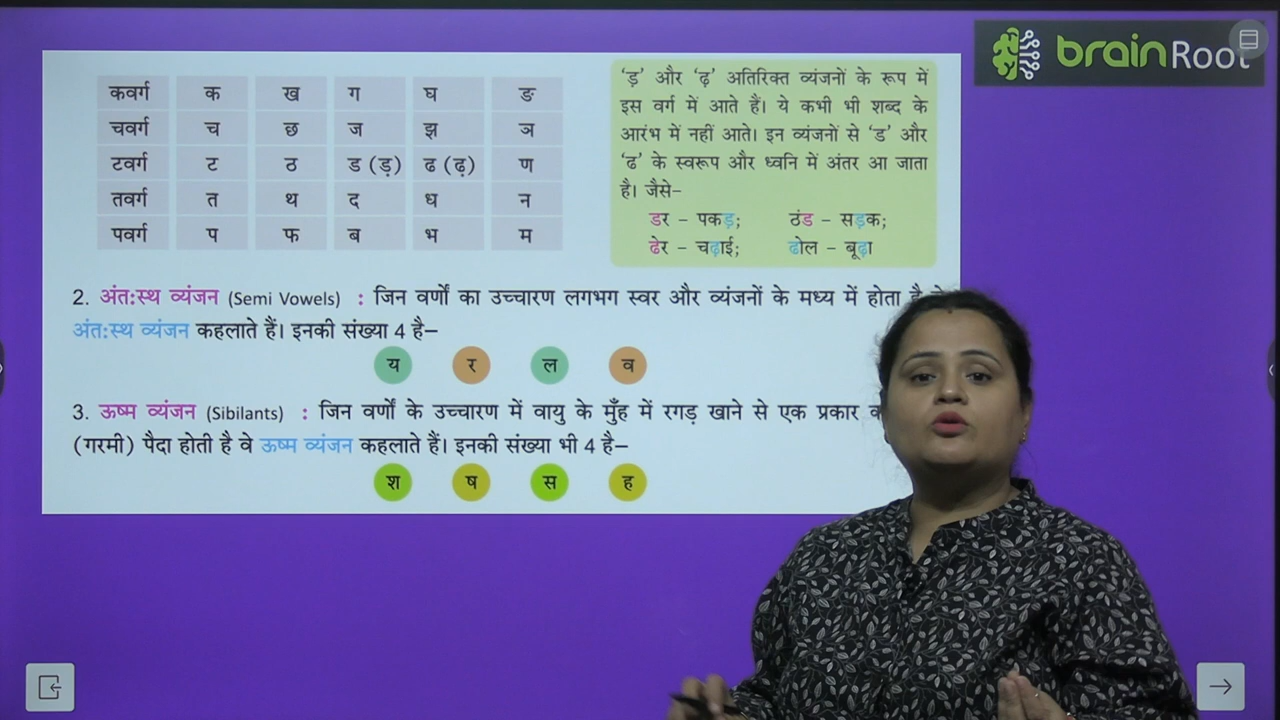 brainRoot
कवर्ग क ख ग घ ङ
चवर्ग च छ ज झ ञ
टवर्ग ट ठ ड (ड़) ढ (ढ़) ण
तवर्ग त थ द ध न
पवर्ग प फ ब भ म
‘ड़’ और ‘ढ़’ अतिरिक्त व्यंजनों के रूप में
इस वर्ग में आते हैं। ये कभी भी शब्द के
आरंभ में नहीं आते। इन व्यंजनों से ‘ड’ और
‘ढ’ के स्वरूप और ध्वनि में अंतर आ जाता
है। जैसे–
डर – पकड़; ठंड – सड़क;
ढेर – चढ़ाई; ढोल – बूढ़ा
2. अंत:स्थ व्यंजन (Semi Vowels) : जिन वर्णों का उच्चारण लगभग स्वर और व्यंजनों के मध्य में होता है
अंत:स्थ व्यंजन कहलाते हैं। इनकी संख्या 4 है–
य र ल व
3. ऊष्म व्यंजन (Sibilants) : जिन वर्णों के उच्चारण में वायु के मुँह में रगड़ खाने से एक प्रकार
(गरमी) पैदा होती है वे ऊष्म व्यंजन कहलाते हैं। इनकी संख्या भी 4 है–
श ष स ह